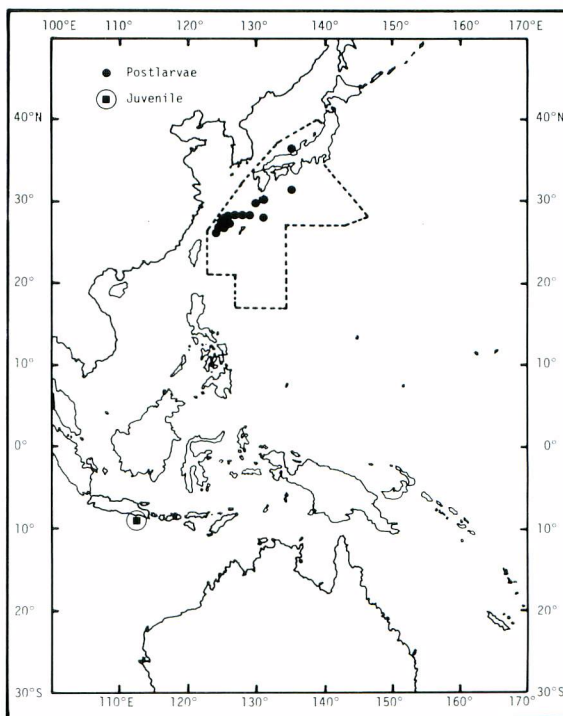 100°E 110° 120° 130° 140° 150° 160° 170°E
Postlarvae
Juvenile
40°N 40°N
30° 30°
20° 20°
10° 10°
0° 0°
10° 10°
20° 20°
30°S 30°S
110°E 120° 130° 140° 150° 160° 170°E